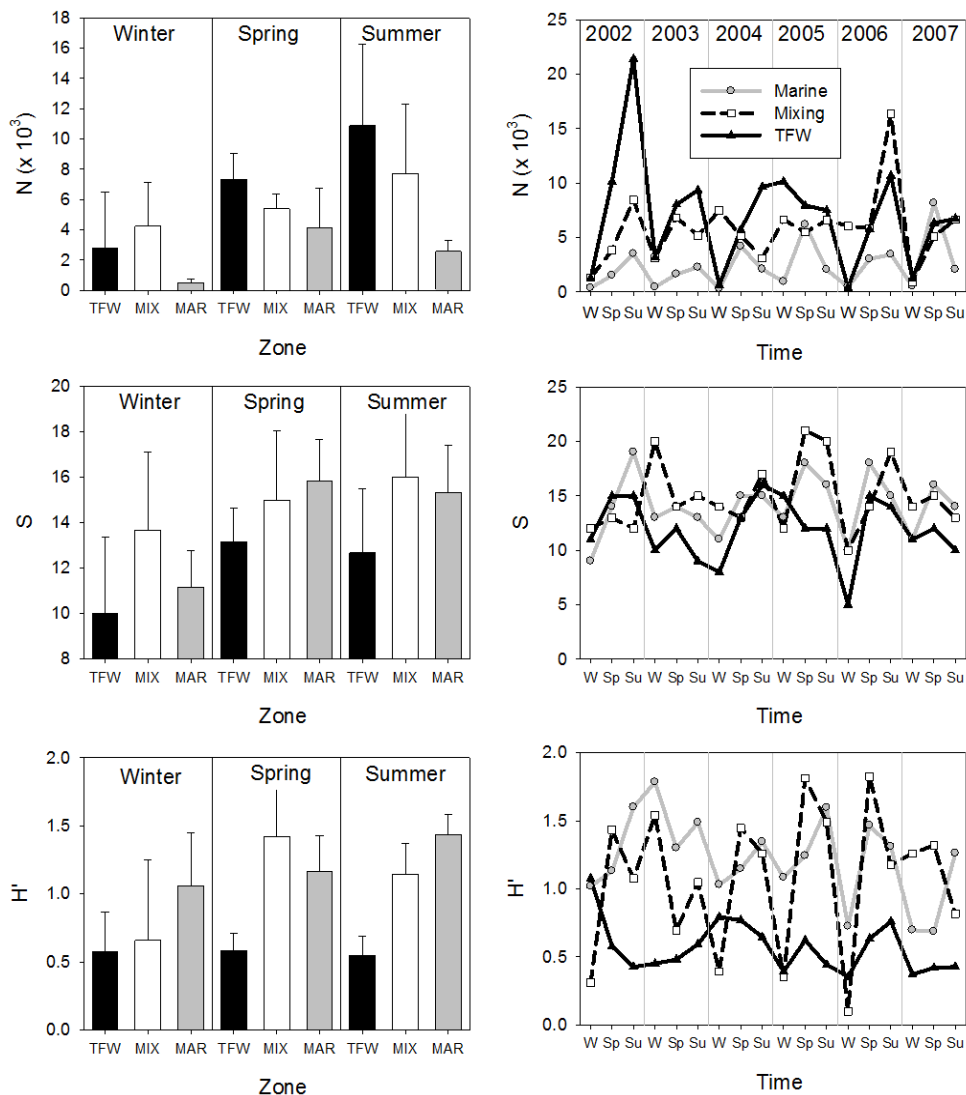 Winter Spring Summer
N (x 10³)
18
16
14
12
10
8
6
4
2
0
TFW MIX MAR TFW MIX MAR TFW MIX MAR
Zone
2002 2003 2004 2005 2006 2007
Marine
Mixing
TFW
N (x 10³)
25
20
15
10
5
0
W Sp Su W Sp Su W Sp Su W Sp Su W Sp Su W Sp Su
Time
Winter Spring Summer
S
20
18
16
14
12
10
8
TFW MIX MAR TFW MIX MAR TFW MIX MAR
Zone
S
25
20
15
10
5
0
W Sp Su W Sp Su W Sp Su W Sp Su W Sp Su W Sp Su
Time
Winter Spring Summer
H'
2.0
1.5
1.0
0.5
0.0
TFW MIX MAR TFW MIX MAR TFW MIX MAR
Zone
H'
2.0
1.5
1.0
0.5
0.0
W Sp Su W Sp Su W Sp Su W Sp Su W Sp Su W Sp Su
Time